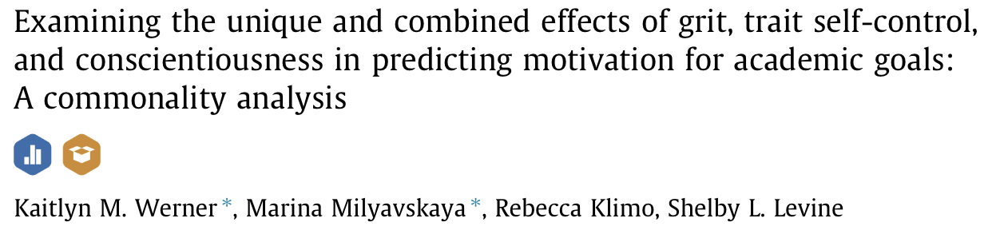 Examining the unique and combined effects of grit, trait self-control,
and conscientiousness in predicting motivation for academic goals:
A commonality analysis
Kaitlyn M. Werner *, Marina Milyavskaya *, Rebecca Klimo, Shelby L. Levine